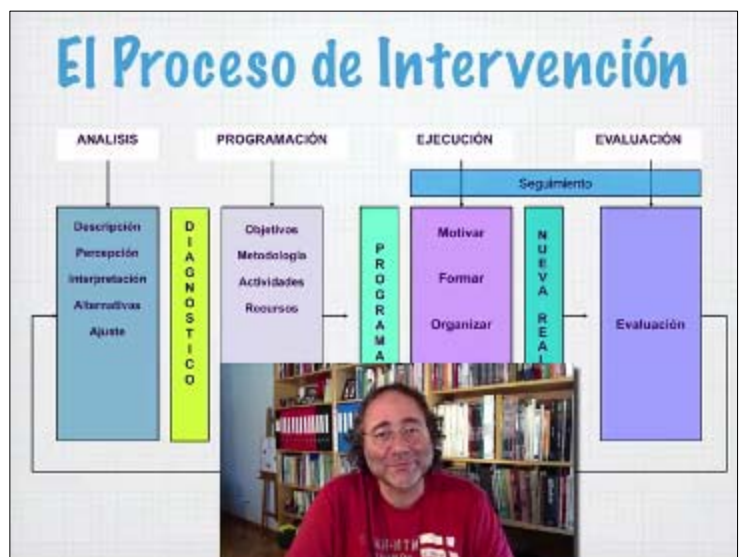 El Proceso de Intervención
ANALISIS
PROGRAMACIÓN
EJECUCIÓN
EVALUACIÓN
Seguimiento
Descripción
Percepción
Interpretación
Alternativas
Ajuste
DIAGNOSTICO
Objetivos
Metodología
Actividades
Recursos
PROGRAMA
Motivar
Formar
Organizar
NUEVA REAL
Evaluación